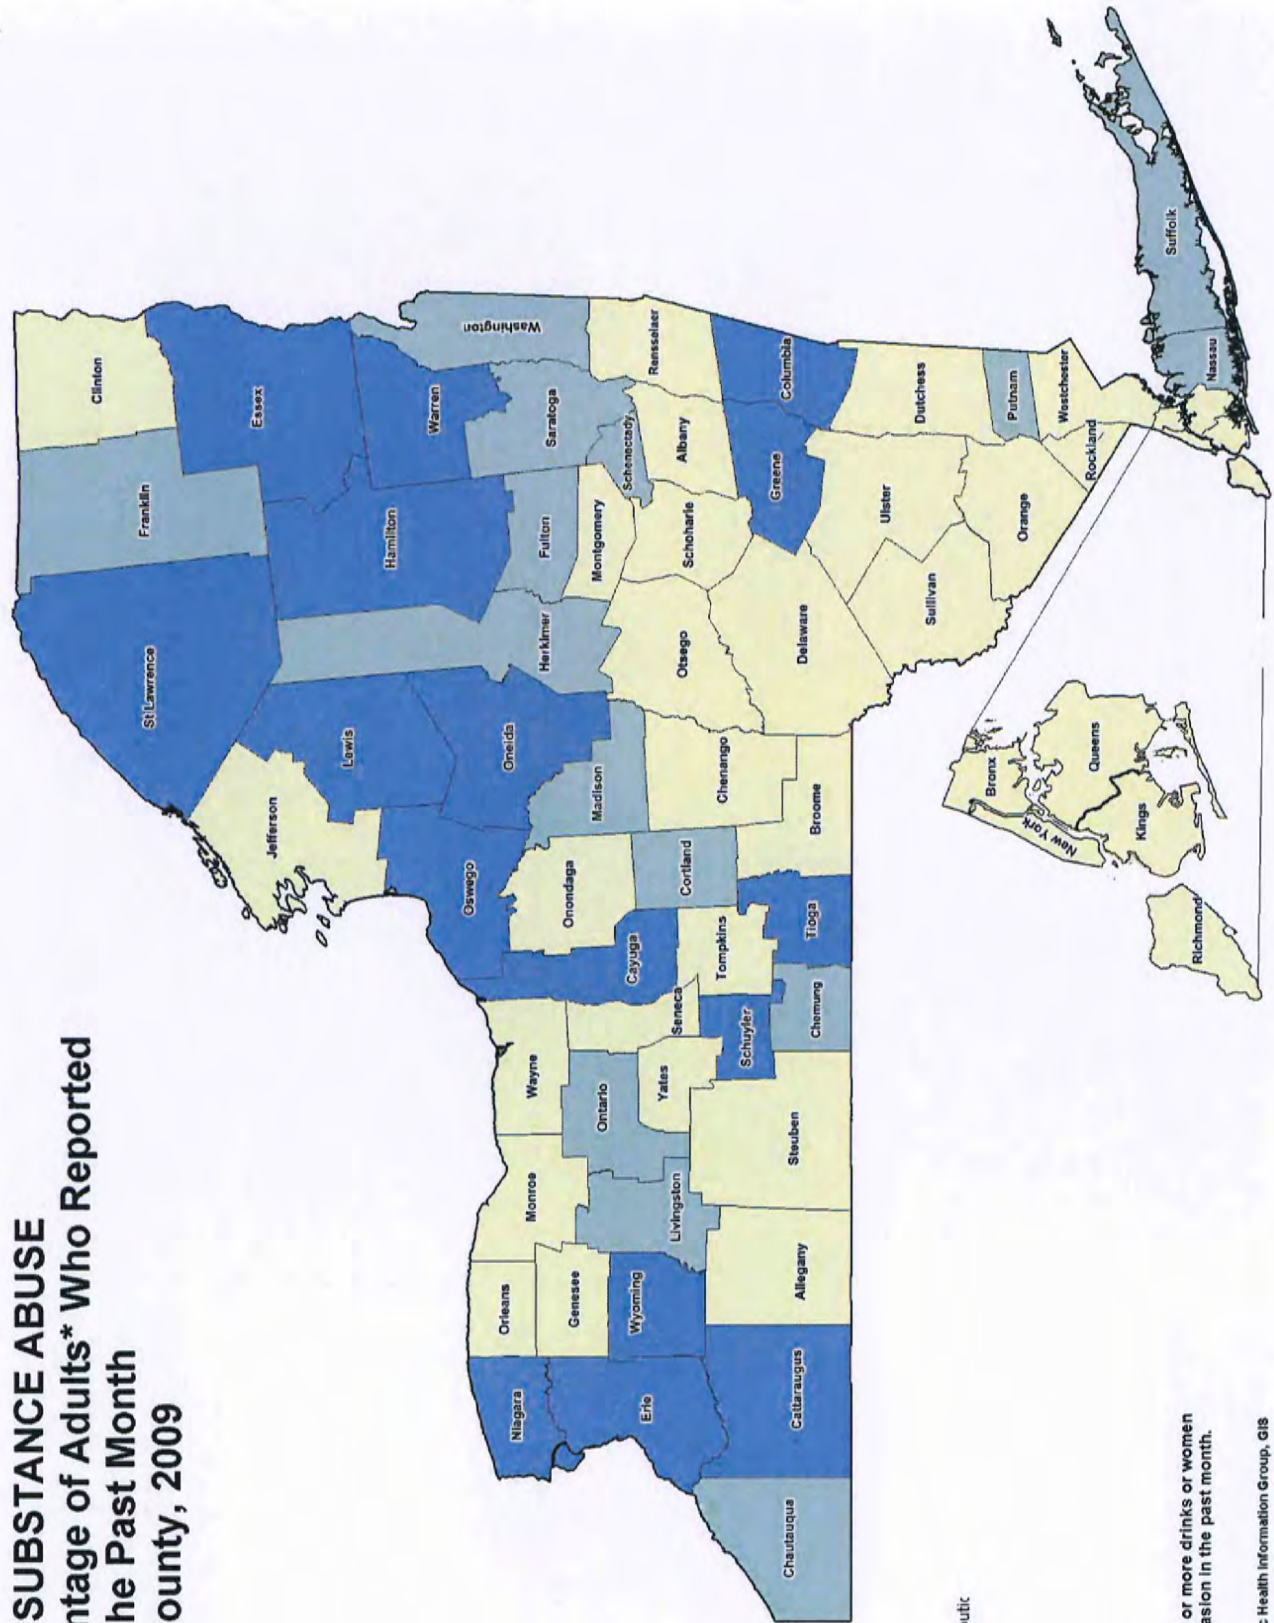 SUBSTANCE ABUSE
ntage of Adults* Who Reported
he Past Month
ounty, 2009
Clinton
Franklin
Essex
St Lawrence
Jefferson
Lewis
Hamilton
Warren
Washington
Oswego
Oneida
Herkimer
Fulton
Saratoga
Niagara
Orleans
Monroe
Wayne
Cayuga
Onondaga
Madison
Montgomery
Schenectady
Rensselaer
Erie
Genesee
Wyoming
Livingston
Ontario
Yates
Seneca
Cortland
Chenango
Otsego
Schoharie
Albany
Tompkins
Schuyler
Chautauqua
Cattaraugus
Allegany
Steuben
Chemung
Tioga
Broome
Delaware
Greene
Columbia
Ulster
Dutchess
Sullivan
Orange
Putnam
Rockland
Westchester
Suffolk
Nassau
Bronx
New York
Queens
Kings
Richmond
utic
or more drinks or women
asion in the past month.
c Health Information Group, GIS